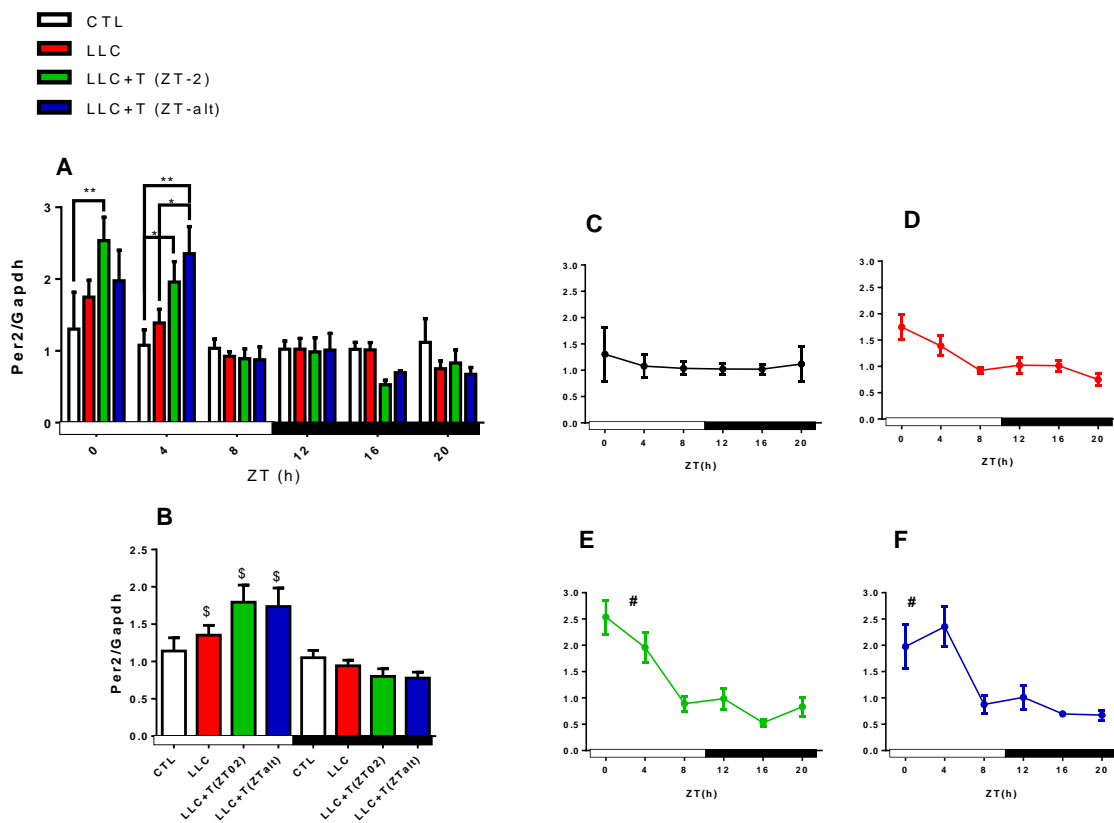 CTL
LLC
LLC+T (ZT-2)
LLC+T (ZT-alt)
A
** ** * *
Per2/Gapdh
3
2
1
0
0 4 8 12 16 20
ZT (h)
B
Per2/Gapdh
2.5
2.0
1.5
1.0
0.5
0.0
$ $ $
CTL LLC LLC+T(ZT02) LLC+T(ZTalt) CTL LLC LLC+T(ZT02) LLC+T(ZTalt)
C
3.0
2.5
2.0
1.5
1.0
0.5
0.0
0 4 8 12 16 20
ZT(h)
D
3.0
2.5
2.0
1.5
1.0
0.5
0.0
0 4 8 12 16 20
ZT(h)
E
#
3.0
2.5
2.0
1.5
1.0
0.5
0.0
0 4 8 12 16 20
ZT(h)
F
#
3.0
2.5
2.0
1.5
1.0
0.5
0.0
0 4 8 12 16 20
ZT(h)